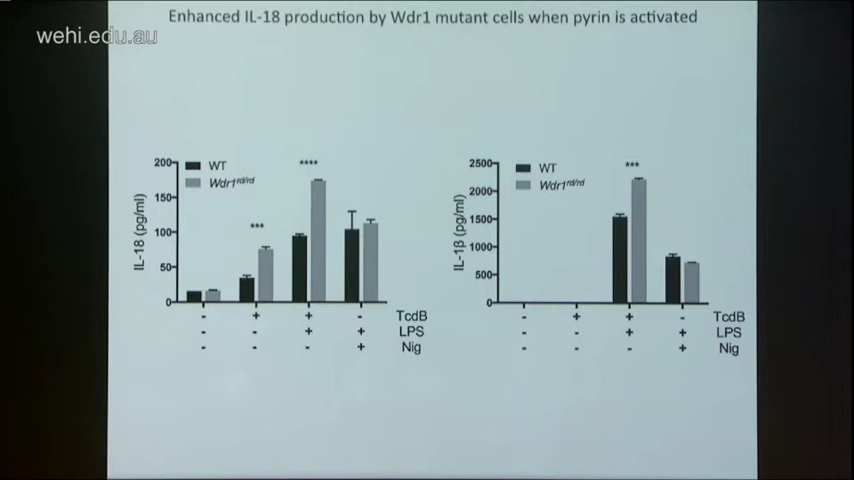 Enhanced IL-18 production by Wdr1 mutant cells when pyrin is activated
wehi.edu.au
200
150
100
50
0
IL-18 (pg/ml)
WT
Wdr1rd/rd
***
****
- + + - TcdB
- - + + LPS
- - - + Nig
2500
2000
1500
1000
500
0
IL-1β (pg/ml)
WT
Wdr1rd/rd
***
- + + - TcdB
- - + + LPS
- - - + Nig